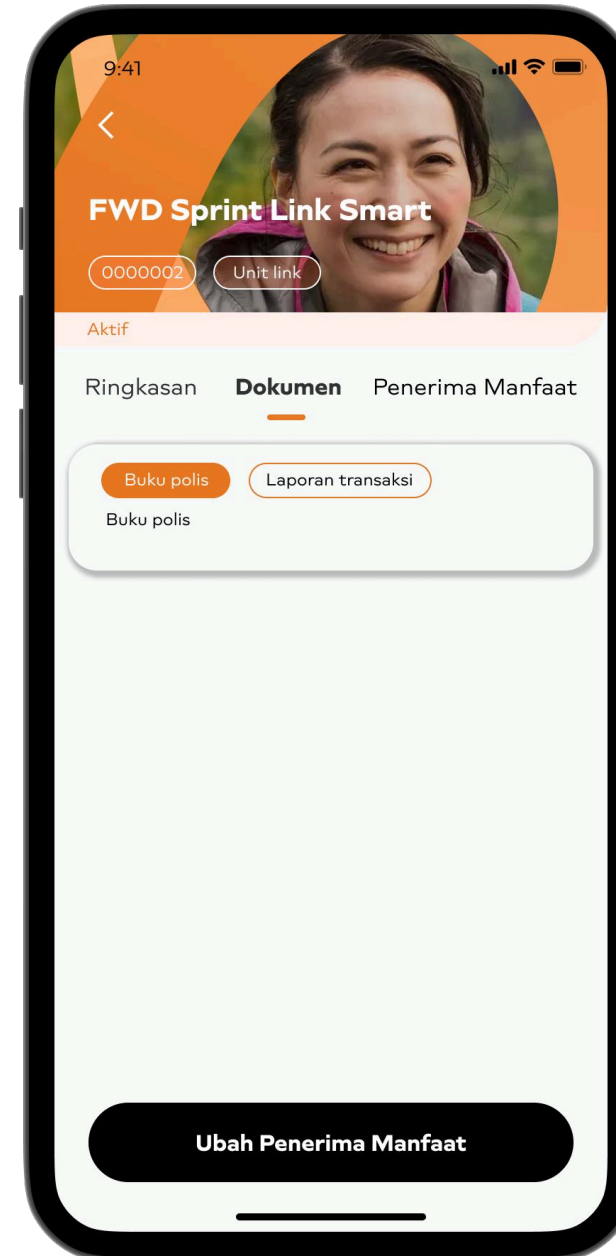 9:41
FWD Sprint Link Smart
0000002 Unit link
Aktif
Ringkasan Dokumen Penerima Manfaat
Buku polis Laporan transaksi
Buku polis
Ubah Penerima Manfaat